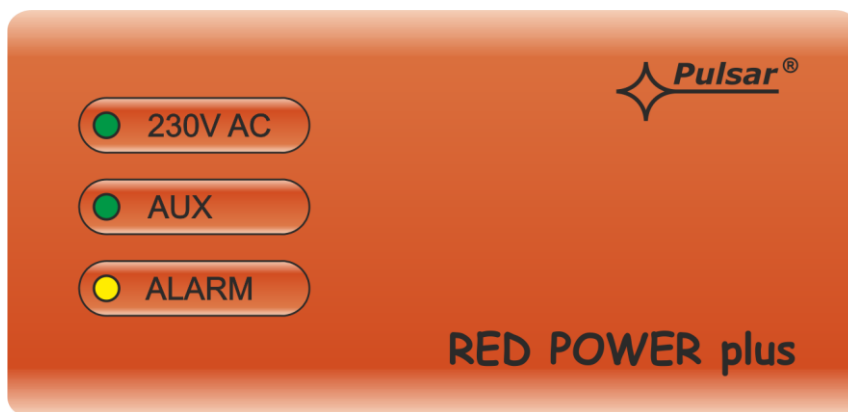 Pulsar®
230V AC
AUX
ALARM
RED POWER plus